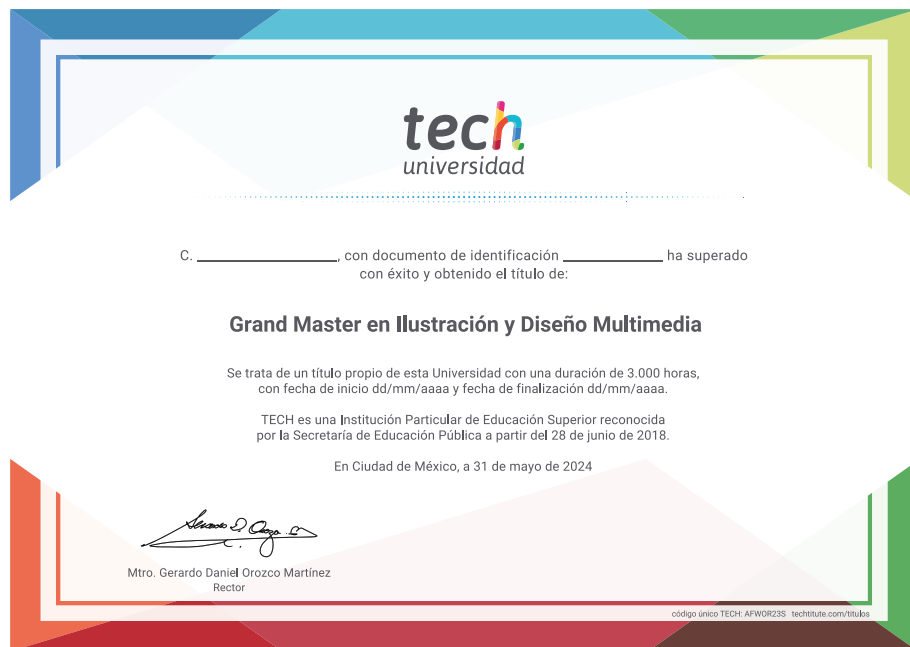 tech
universidad
C. __________________, con documento de identificación _____________ ha superado
con éxito y obtenido el título de:
Grand Master en Ilustración y Diseño Multimedia
Se trata de un título propio de esta Universidad con una duración de 3.000 horas,
con fecha de inicio dd/mm/aaaa y fecha de finalización dd/mm/aaaa.
TECH es una Institución Particular de Educación Superior reconocida
por la Secretaría de Educación Pública a partir del 28 de junio de 2018.
En Ciudad de México, a 31 de mayo de 2024
Mtro. Gerardo Daniel Orozco Martínez
Rector
código único TECH: AFWOR23S techtitute.com/titulos